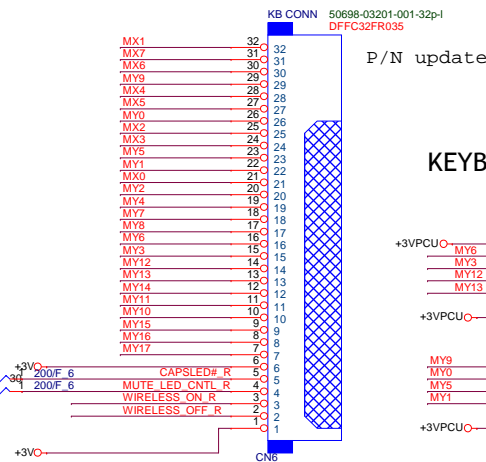 KB CONN 50698-03201-001-32p-l
DFFC32FR035
P/N update
MX1 32 32
MX7 31 31
MX6 30 30
MY9 29 29
MX4 28 28
MX5 27 27
MY0 26 26
MX2 25 25
MX3 24 24
MY5 23 23
MY1 22 22
MX0 21 21
MY2 20 20
MY4 19 19
MY7 18 18
MY8 17 17
MY6 16 16
MY3 15 15
MY12 14 14
MY13 13 13
MY14 12 12
MY11 11 11
MY10 10 10
MY15 9 9
MY16 8 8
MY17 7 7
+3V 6 6
200/F_6 CAPSLED#_R 5 5
200/F_6 MUTE_LED_CNTL_R 4 4
WIRELESS_ON_R 3 3
WIRELESS_OFF_R 2 2
1 1
+3V
CN6
KEYB
+3VPCU
MY6
MY3
MY12
MY13
+3VPCU
MY9
MY0
MY5
MY1
+3VPCU